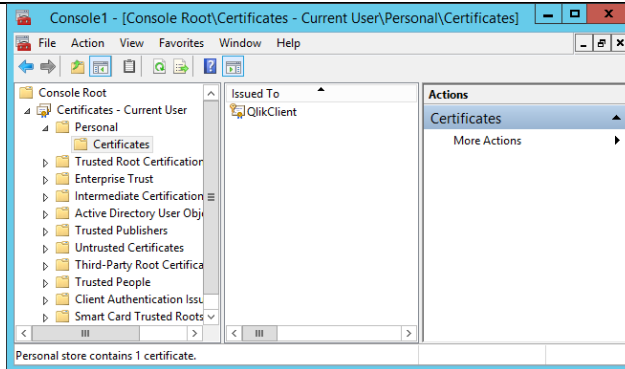 Console1 - [Console Root\Certificates - Current User\Personal\Certificates]
File Action View Favorites Window Help
Console Root
Certificates - Current User
Personal
Certificates
Trusted Root Certification
Enterprise Trust
Intermediate Certification
Active Directory User Obje
Trusted Publishers
Untrusted Certificates
Third-Party Root Certifica
Trusted People
Client Authentication Issu
Smart Card Trusted Roots
Issued To
QlikClient
Actions
Certificates
More Actions
Personal store contains 1 certificate.